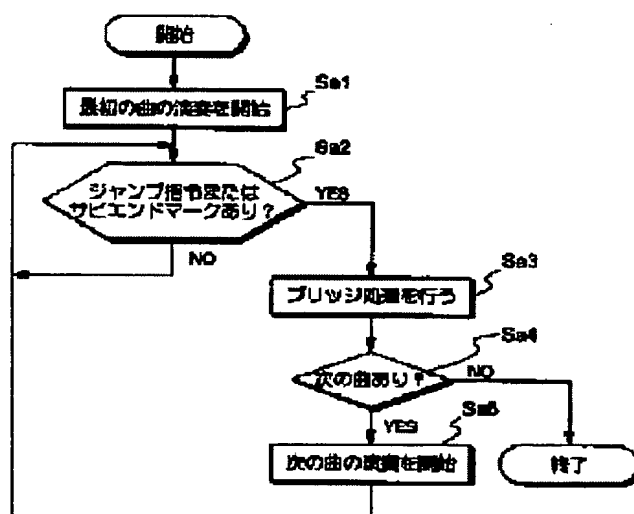 開始
Sa1
最初の曲の演奏を開始
Sa2
ジャンプ指令または
サビエンドマークあり?
YES
NO
Sa3
ブリッジ処理を行う
Sa4
次の曲あり?
NO
YES
Sa5
次の曲の演奏を開始
終了